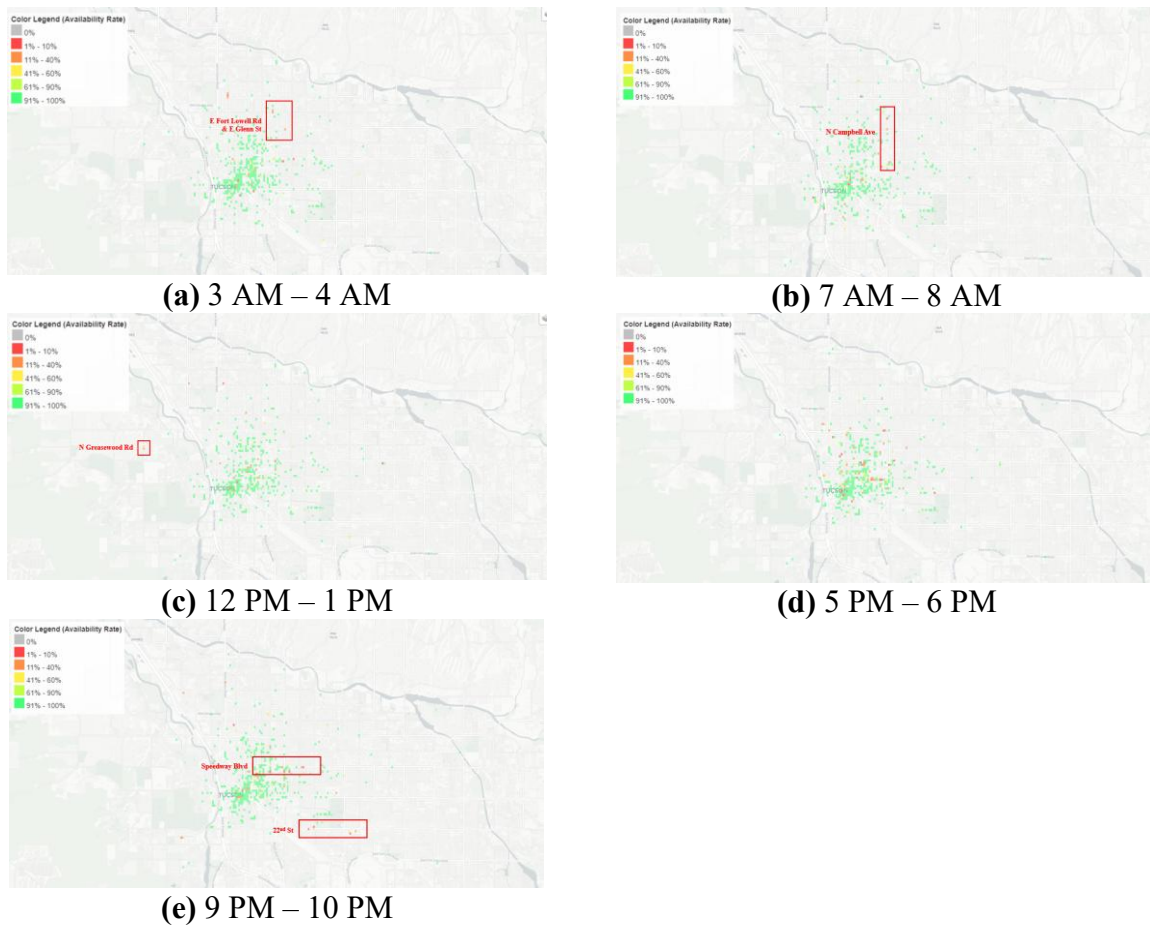 Color Legend (Availability Rate)
0%
1% - 10%
11% - 40%
41% - 60%
61% - 90%
91% - 100%
E Fort Lowell Rd
& E Glenn St
TUCSON
(a) 3 AM – 4 AM
Color Legend (Availability Rate)
0%
1% - 10%
11% - 40%
41% - 60%
61% - 90%
91% - 100%
N Campbell Ave.
TUCSON
(b) 7 AM – 8 AM
Color Legend (Availability Rate)
0%
1% - 10%
11% - 40%
41% - 60%
61% - 90%
91% - 100%
N Greasewood Rd
TUCSON
(c) 12 PM – 1 PM
Color Legend (Availability Rate)
0%
1% - 10%
11% - 40%
41% - 60%
61% - 90%
91% - 100%
TUCSON
(d) 5 PM – 6 PM
Color Legend (Availability Rate)
0%
1% - 10%
11% - 40%
41% - 60%
61% - 90%
91% - 100%
Speedway Blvd
TUCSON
22nd St
(e) 9 PM – 10 PM